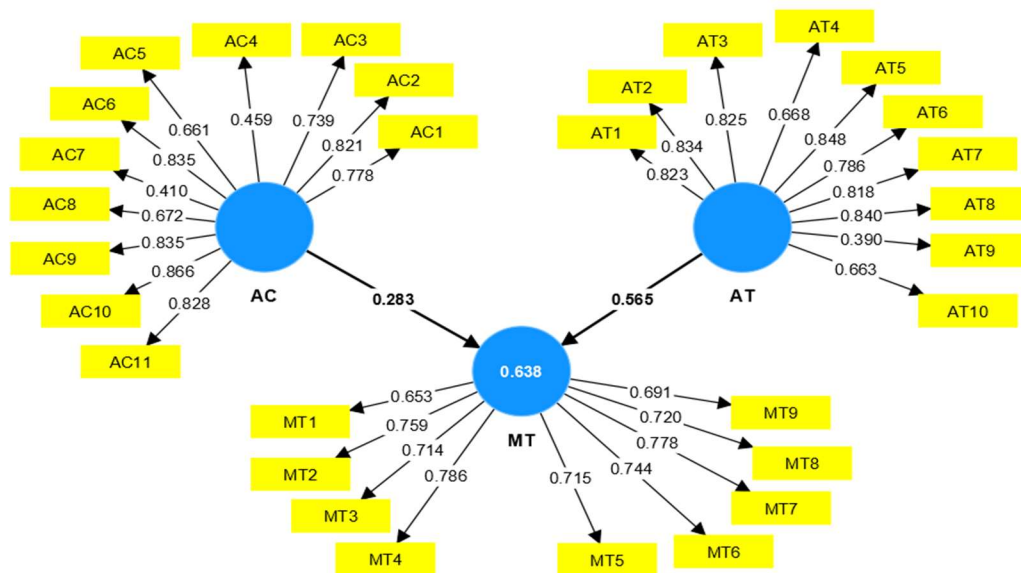 AC5
AC4
AC3
AC2
AC1
AC6
AC7
AC8
AC9
AC10
AC11
0.661
0.459
0.739
0.821
0.778
0.835
0.410
0.672
0.835
0.866
0.828
AC
AT1
AT2
AT3
AT4
AT5
AT6
AT7
AT8
AT9
AT10
0.823
0.834
0.825
0.668
0.848
0.786
0.818
0.840
0.390
0.663
AT
0.283
0.565
0.638
MT
MT1
MT2
MT3
MT4
MT5
MT6
MT7
MT8
MT9
0.653
0.759
0.714
0.786
0.715
0.744
0.778
0.720
0.691